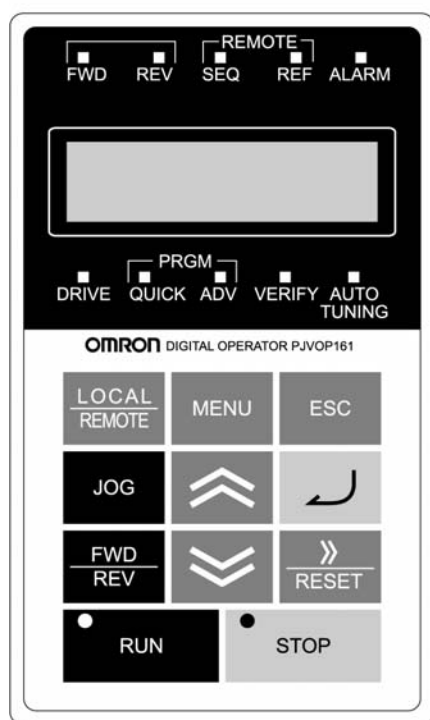 REMOTE
FWD REV SEQ REF ALARM
PRGM
DRIVE QUICK ADV VERIFY AUTO
TUNING
OMRON DIGITAL OPERATOR PJVOP161
LOCAL
REMOTE
MENU
ESC
JOG
FWD
REV
RESET
RUN
STOP